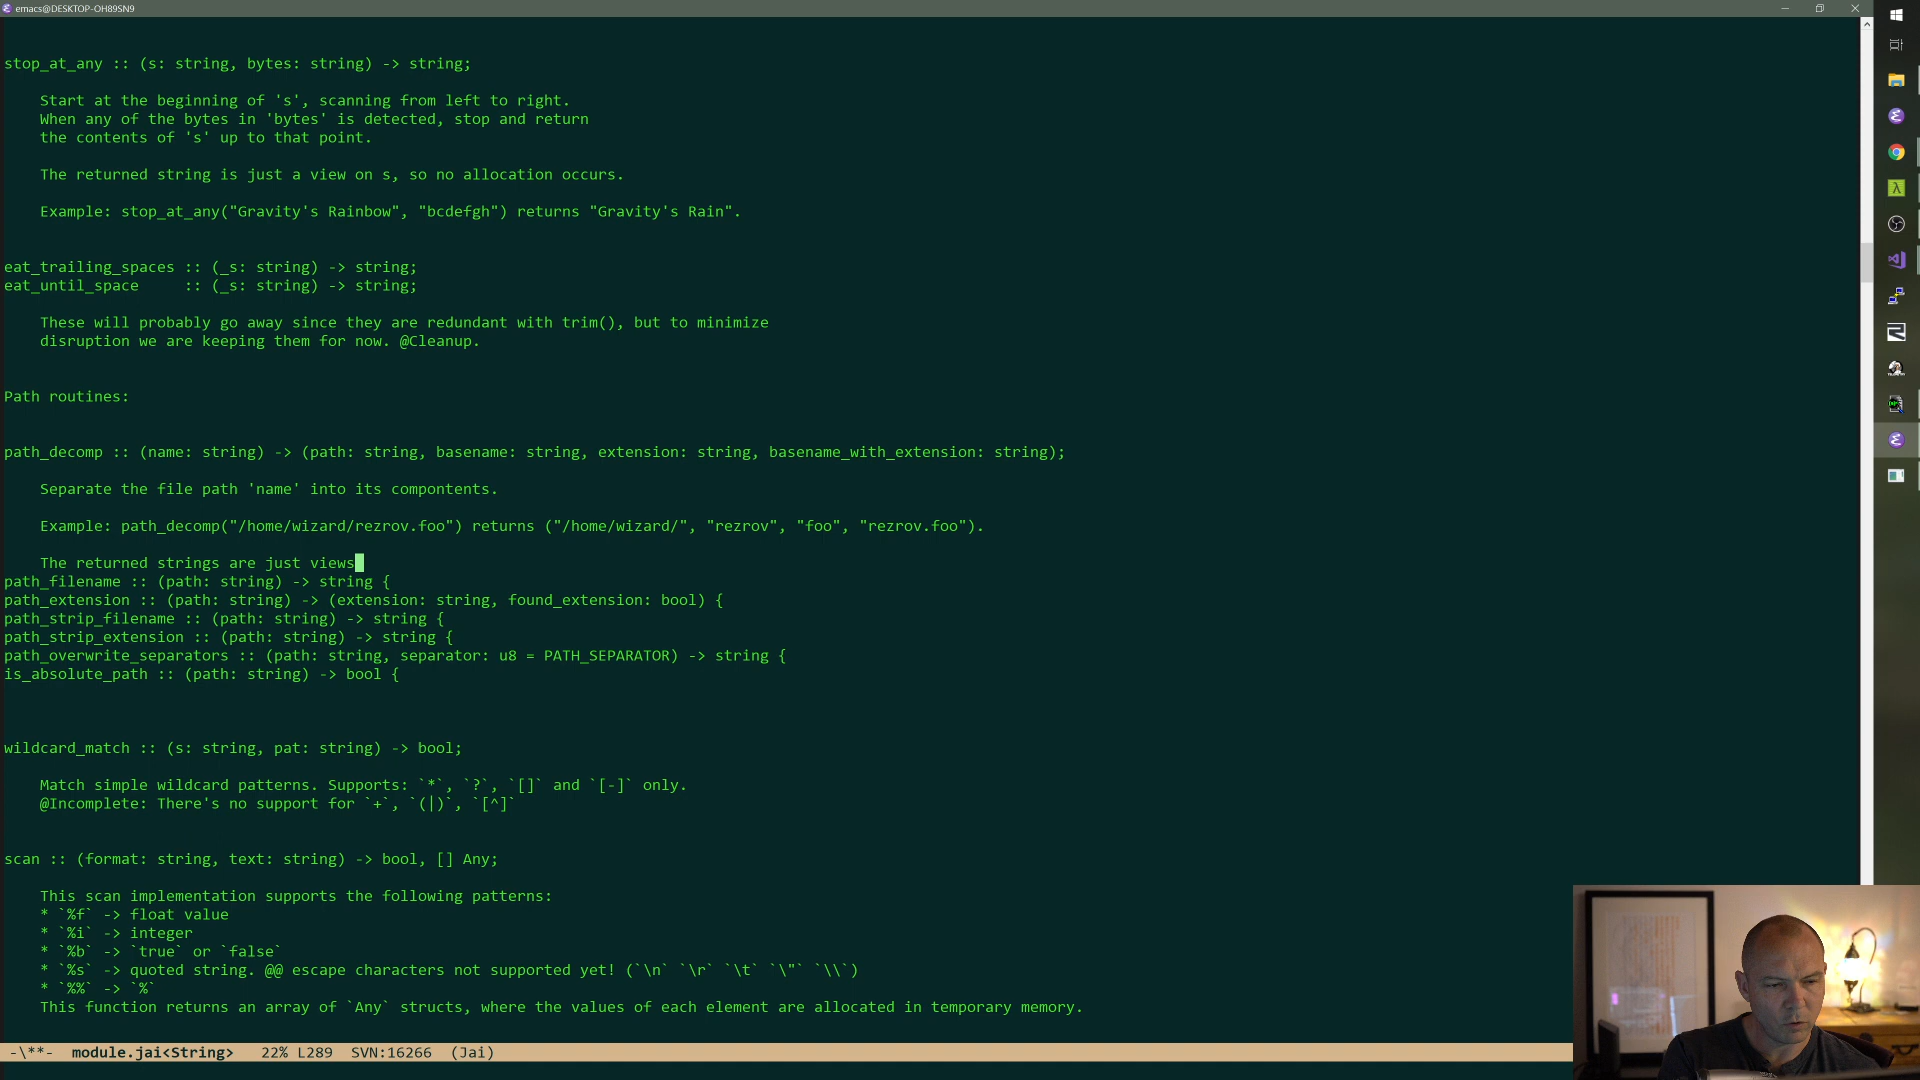 emacs@DESKTOP-OH89SN9
stop_at_any :: (s: string, bytes: string) -> string;
Start at the beginning of 's', scanning from left to right.
When any of the bytes in 'bytes' is detected, stop and return
the contents of 's' up to that point.
The returned string is just a view on s, so no allocation occurs.
Example: stop_at_any("Gravity's Rainbow", "bcdefgh") returns "Gravity's Rain".
eat_trailing_spaces :: (_s: string) -> string;
eat_until_space     :: (_s: string) -> string;
These will probably go away since they are redundant with trim(), but to minimize
disruption we are keeping them for now. @Cleanup.
Path routines:
path_decomp :: (name: string) -> (path: string, basename: string, extension: string, basename_with_extension: string);
Separate the file path 'name' into its compontents.
Example: path_decomp("/home/wizard/rezrov.foo") returns ("/home/wizard/", "rezrov", "foo", "rezrov.foo").
The returned strings are just views
path_filename :: (path: string) -> string {
path_extension :: (path: string) -> (extension: string, found_extension: bool) {
path_strip_filename :: (path: string) -> string {
path_strip_extension :: (path: string) -> string {
path_overwrite_separators :: (path: string, separator: u8 = PATH_SEPARATOR) -> string {
is_absolute_path :: (path: string) -> bool {
wildcard_match :: (s: string, pat: string) -> bool;
Match simple wildcard patterns. Supports: `*`, `?`, `[]` and `[-]` only.
@Incomplete: There's no support for `+`, `(|)`, `[^]`
scan :: (format: string, text: string) -> bool, [] Any;
This scan implementation supports the following patterns:
* `%f` -> float value
* `%i` -> integer
* `%b` -> `true` or `false`
* `%s` -> quoted string. @@ escape characters not supported yet! (`\n` `\r` `\t` `\"` `\\`)
* `%%` -> `%`
This function returns an array of `Any` structs, where the values of each element are allocated in temporary memory.
-\**-  module.jai<String>   22% L289  SVN:16266  (Jai)